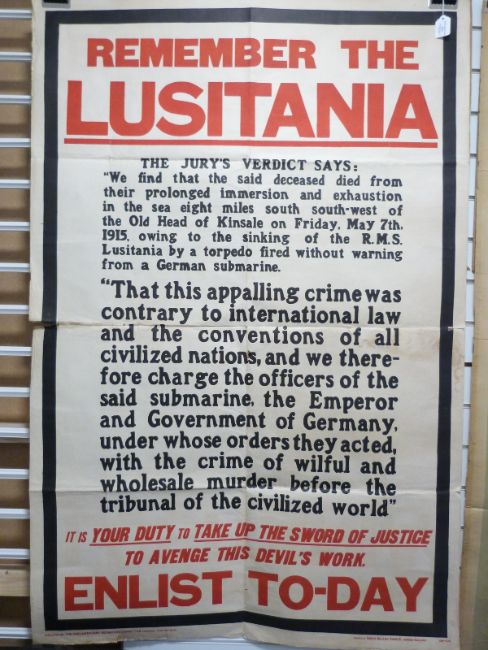 REMEMBER THE
LUSITANIA
THE JURY'S VERDICT SAYS:
"We find that the said deceased died from
their prolonged immersion and exhaustion
in the sea eight miles south south-west of
the Old Head of Kinsale on Friday, May 7th,
1915, owing to the sinking of the R.M.S.
Lusitania by a torpedo fired without warning
from a German submarine.
"That this appalling crime was
contrary to international law
and the conventions of all
civilized nations, and we there-
fore charge the officers of the
said submarine, the Emperor
and Government of Germany,
under whose orders they acted,
with the crime of wilful and
wholesale murder before the
tribunal of the civilized world"
IT IS YOUR DUTY TO TAKE UP THE SWORD OF JUSTICE
TO AVENGE THIS DEVIL'S WORK.
ENLIST TO-DAY